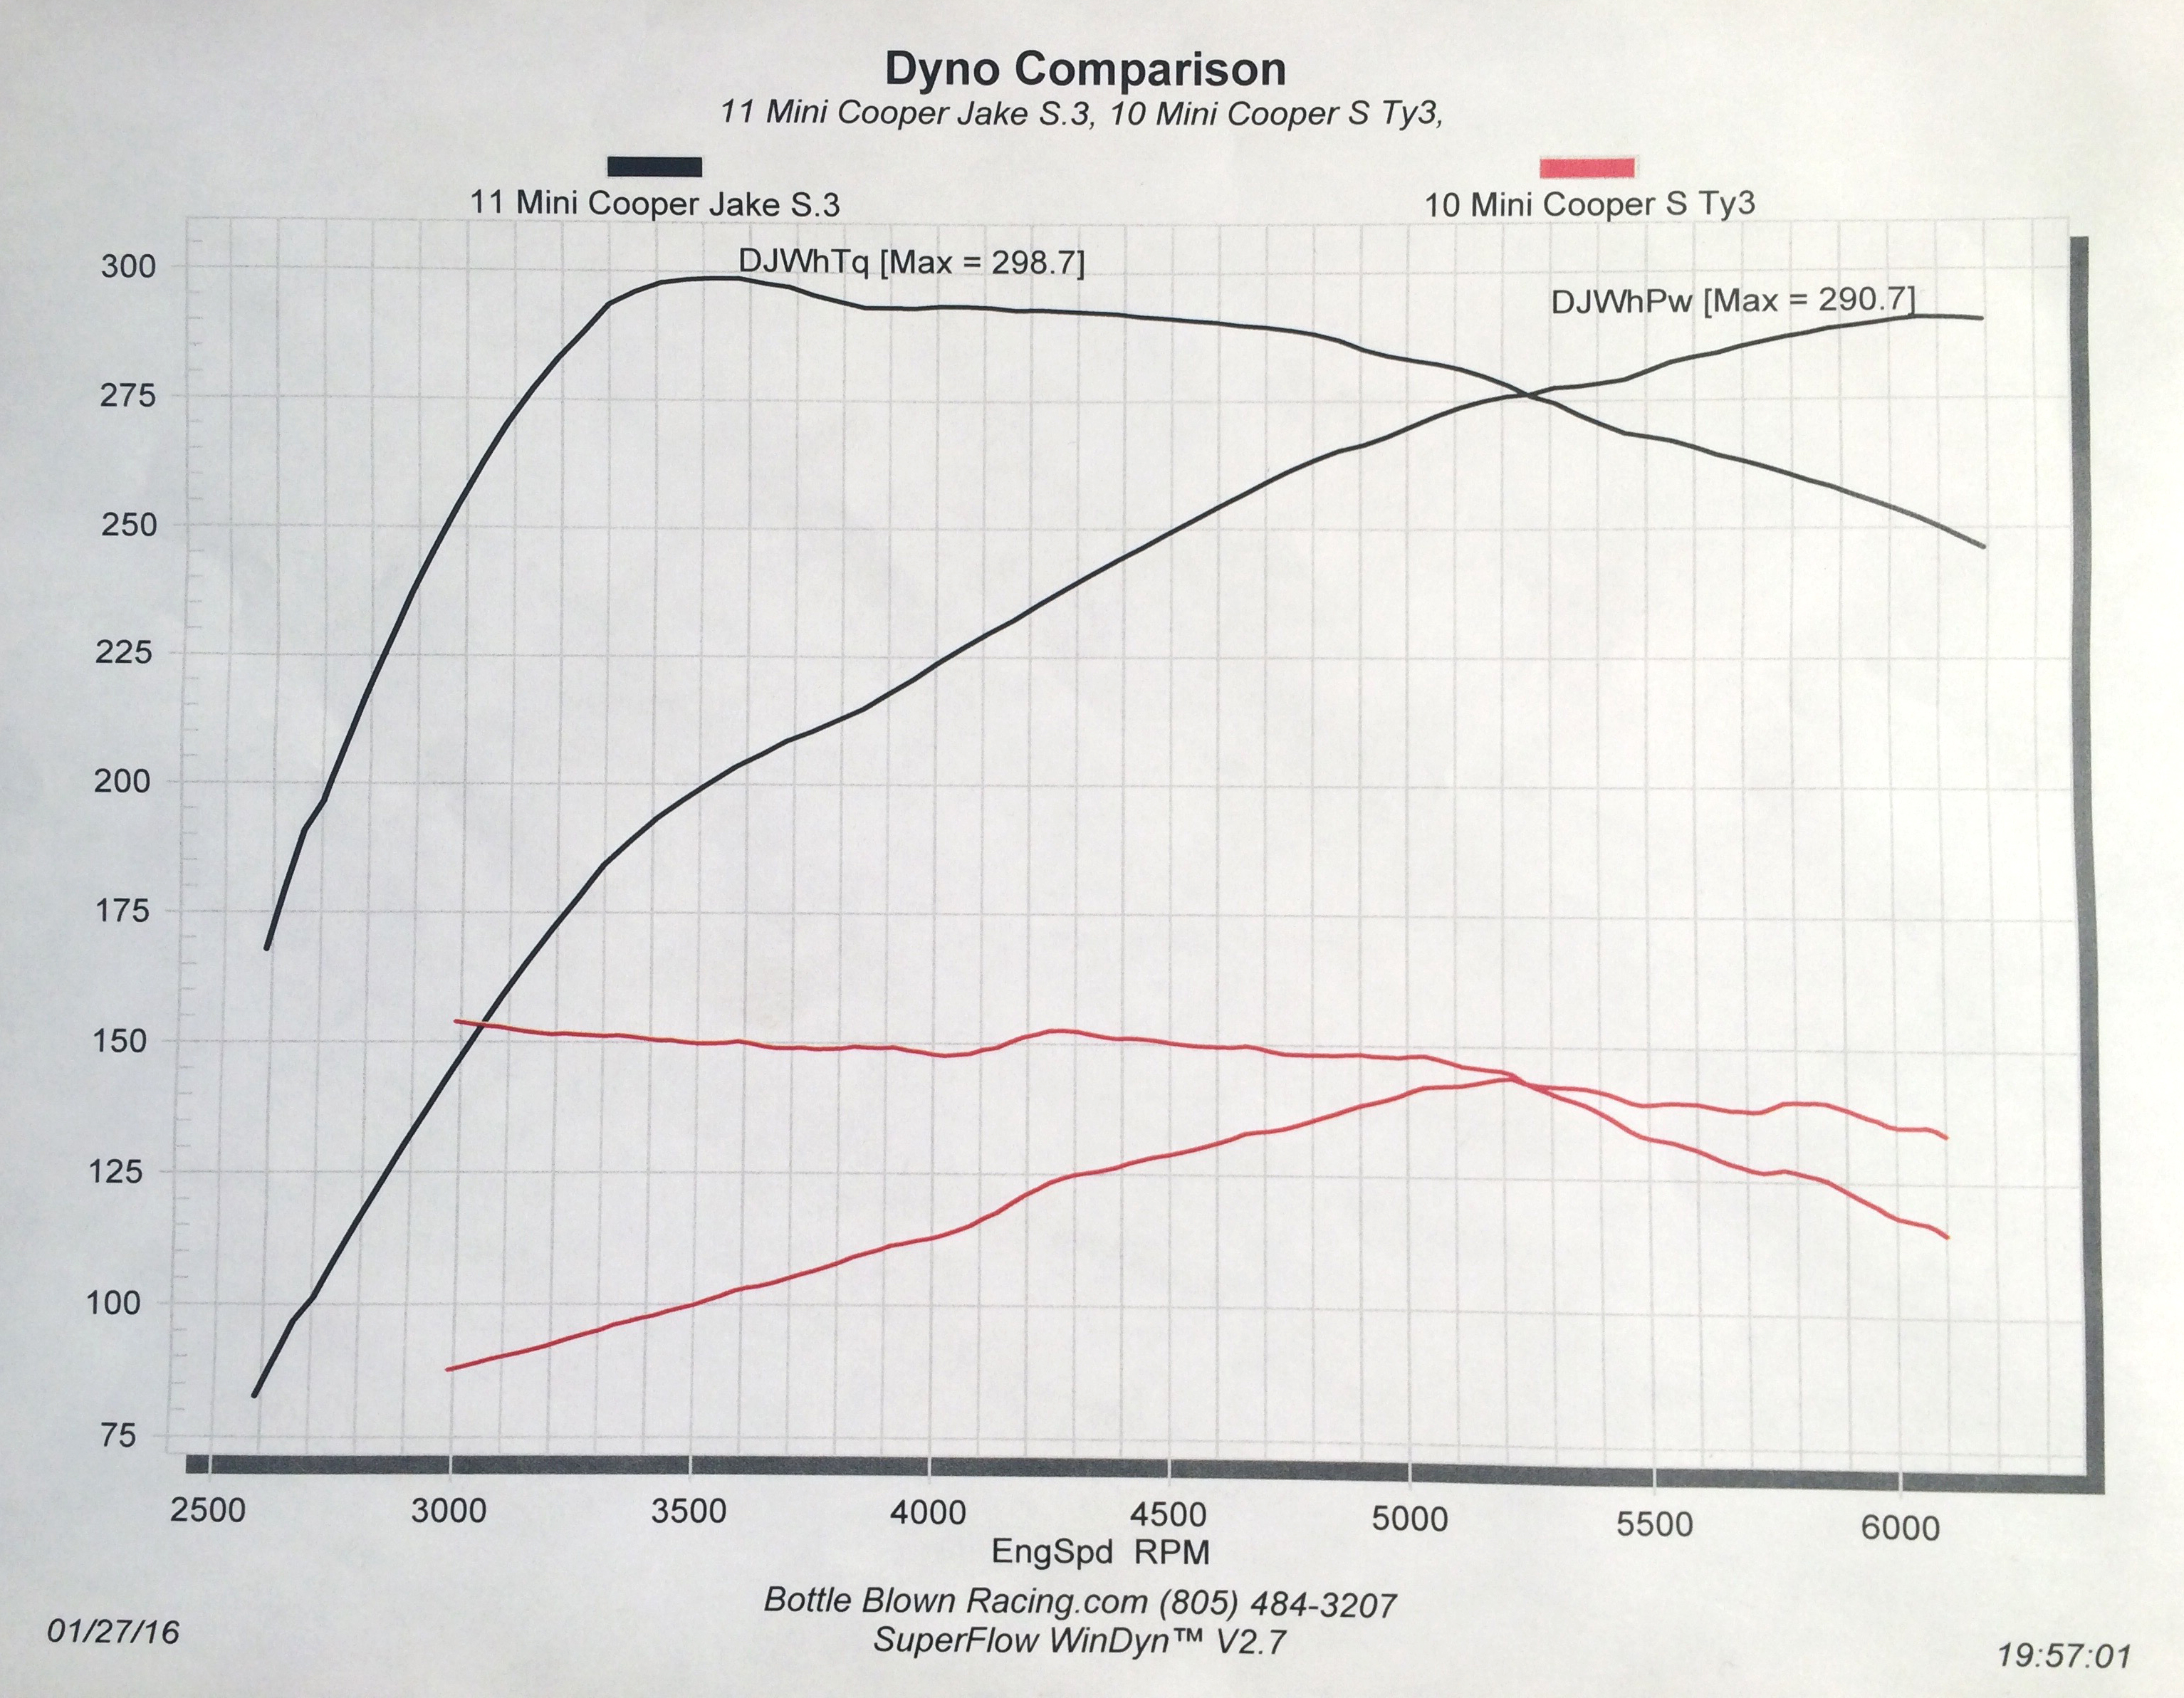 Dyno Comparison
11 Mini Cooper Jake S.3, 10 Mini Cooper S Ty3,
11 Mini Cooper Jake S.3
10 Mini Cooper S Ty3
DJWhTq [Max = 298.7]
DJWhPw [Max = 290.7]
300
275
250
225
200
175
150
125
100
75
2500 3000 3500 4000 4500 5000 5500 6000
EngSpd RPM
Bottle Blown Racing.com (805) 484-3207
01/27/16
SuperFlow WinDyn™ V2.7
19:57:01